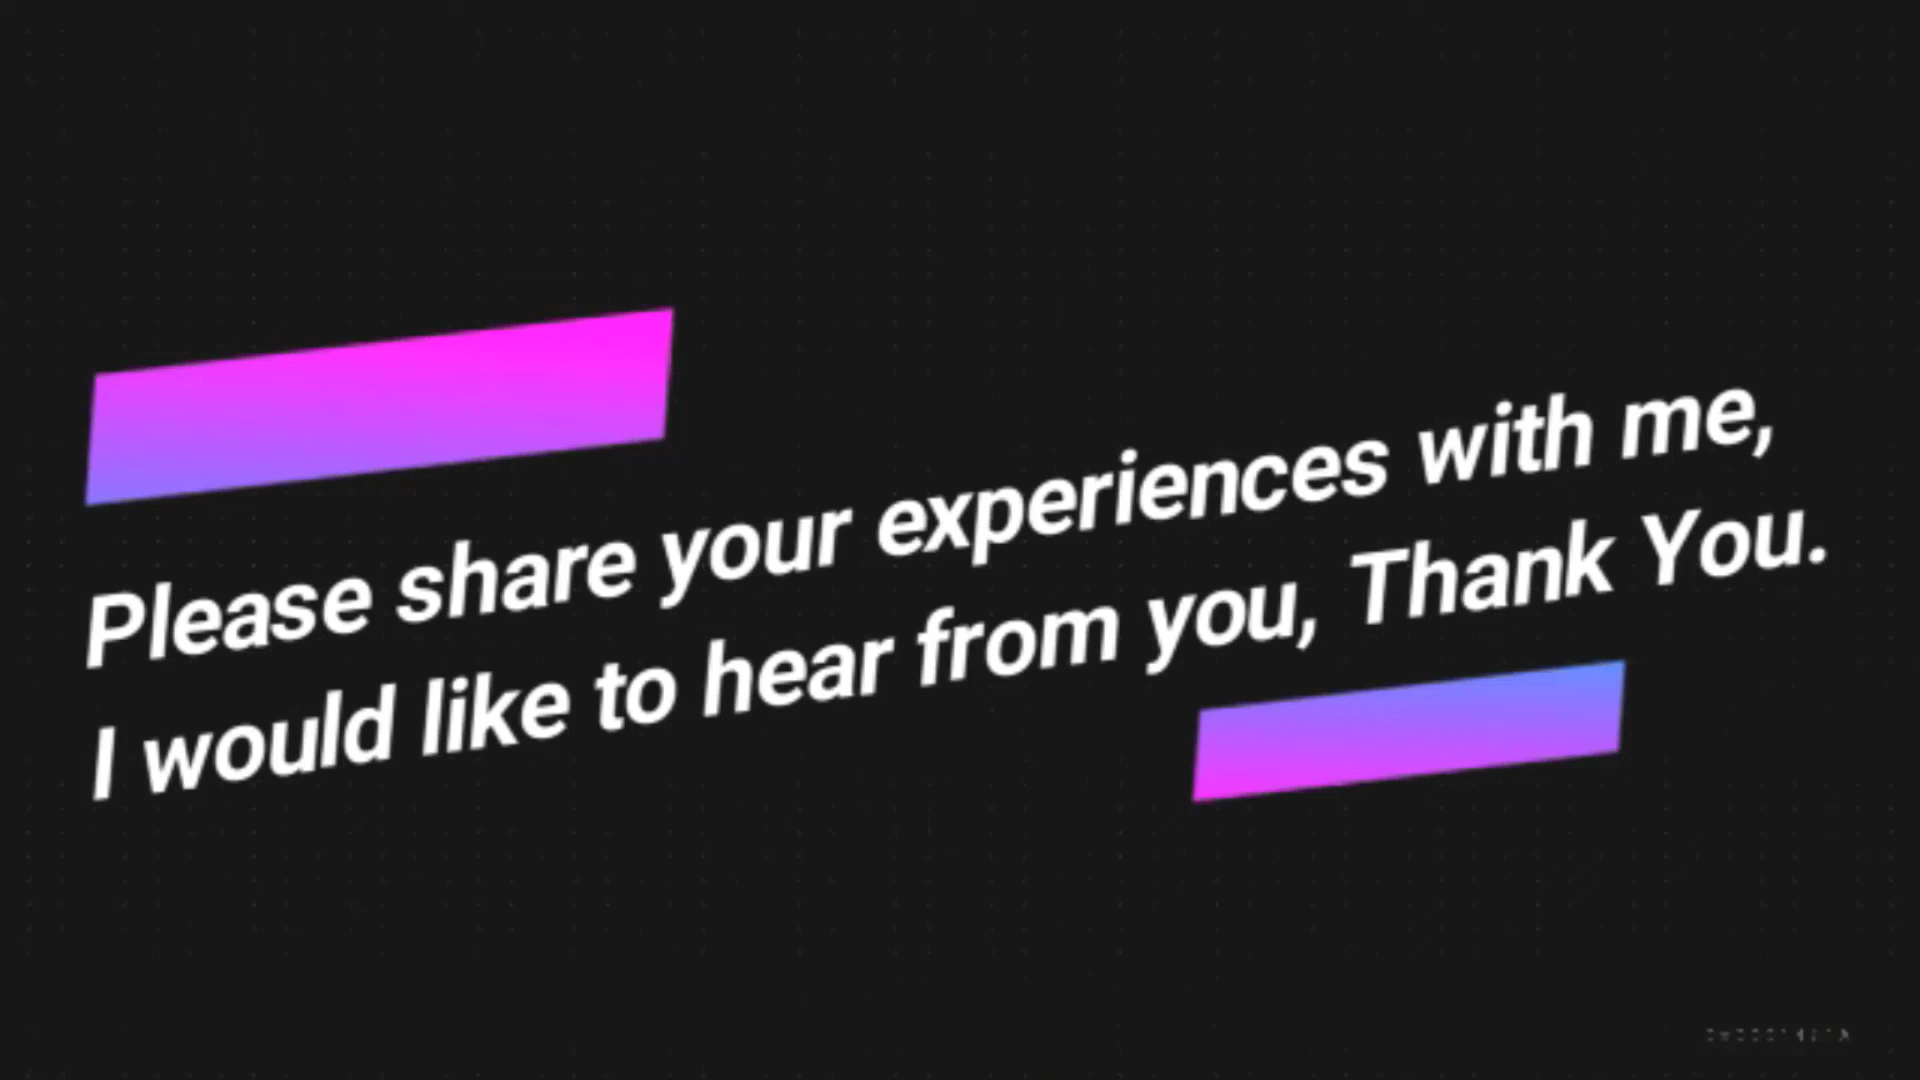 Please share your experiences with me,
I would like to hear from you, Thank You.